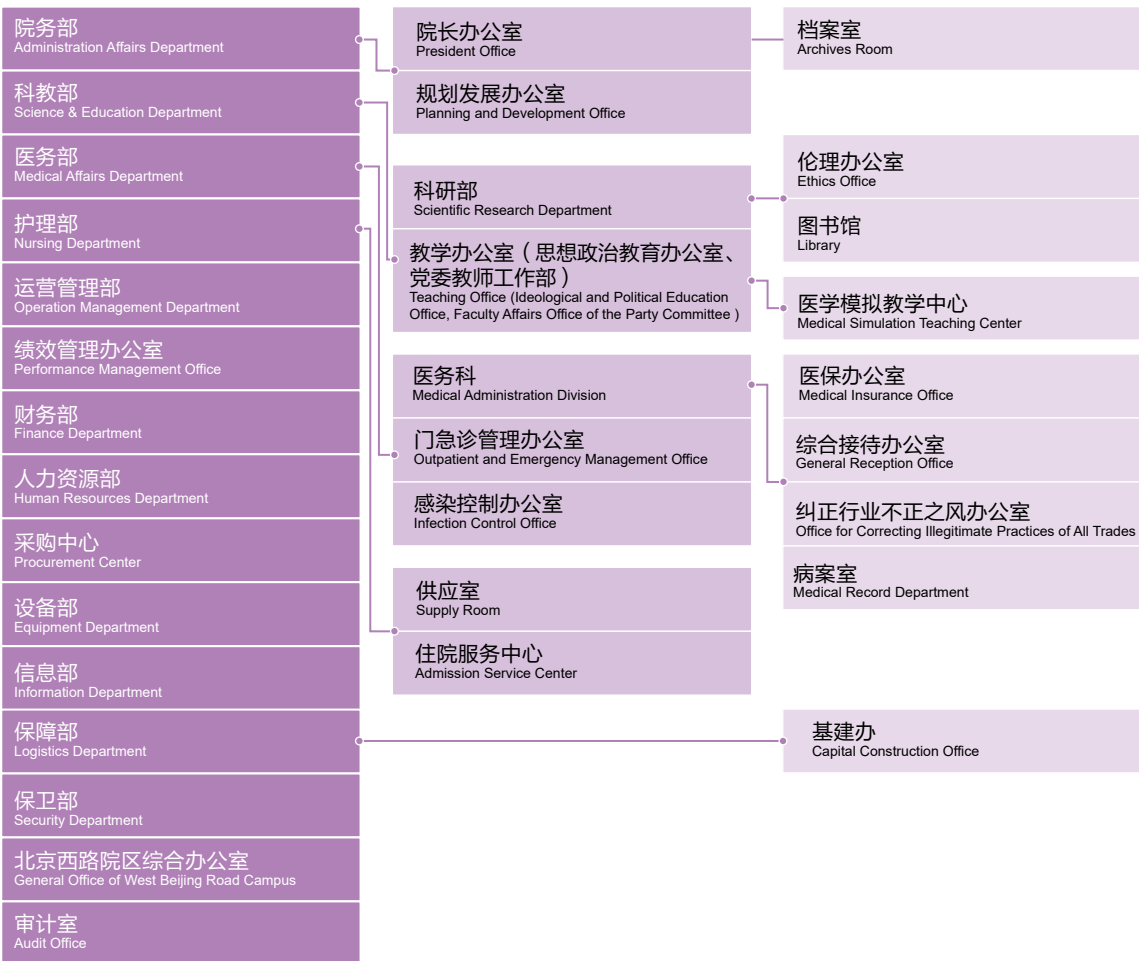 院务部
Administration Affairs Department
科教部
Science & Education Department
医务部
Medical Affairs Department
护理部
Nursing Department
运营管理部
Operation Management Department
绩效管理办公室
Performance Management Office
财务部
Finance Department
人力资源部
Human Resources Department
采购中心
Procurement Center
设备部
Equipment Department
信息部
Information Department
保障部
Logistics Department
保卫部
Security Department
北京西路院区综合办公室
General Office of West Beijing Road Campus
审计室
Audit Office
院长办公室
President Office
规划发展办公室
Planning and Development Office
科研部
Scientific Research Department
教学办公室（思想政治教育办公室、
党委教师工作部）
Teaching Office (Ideological and Political Education
Office, Faculty Affairs Office of the Party Committee )
医务科
Medical Administration Division
门急诊管理办公室
Outpatient and Emergency Management Office
感染控制办公室
Infection Control Office
供应室
Supply Room
住院服务中心
Admission Service Center
档案室
Archives Room
伦理办公室
Ethics Office
图书馆
Library
医学模拟教学中心
Medical Simulation Teaching Center
医保办公室
Medical Insurance Office
综合接待办公室
General Reception Office
纠正行业不正之风办公室
Office for Correcting Illegitimate Practices of All Trades
病案室
Medical Record Department
基建办
Capital Construction Office